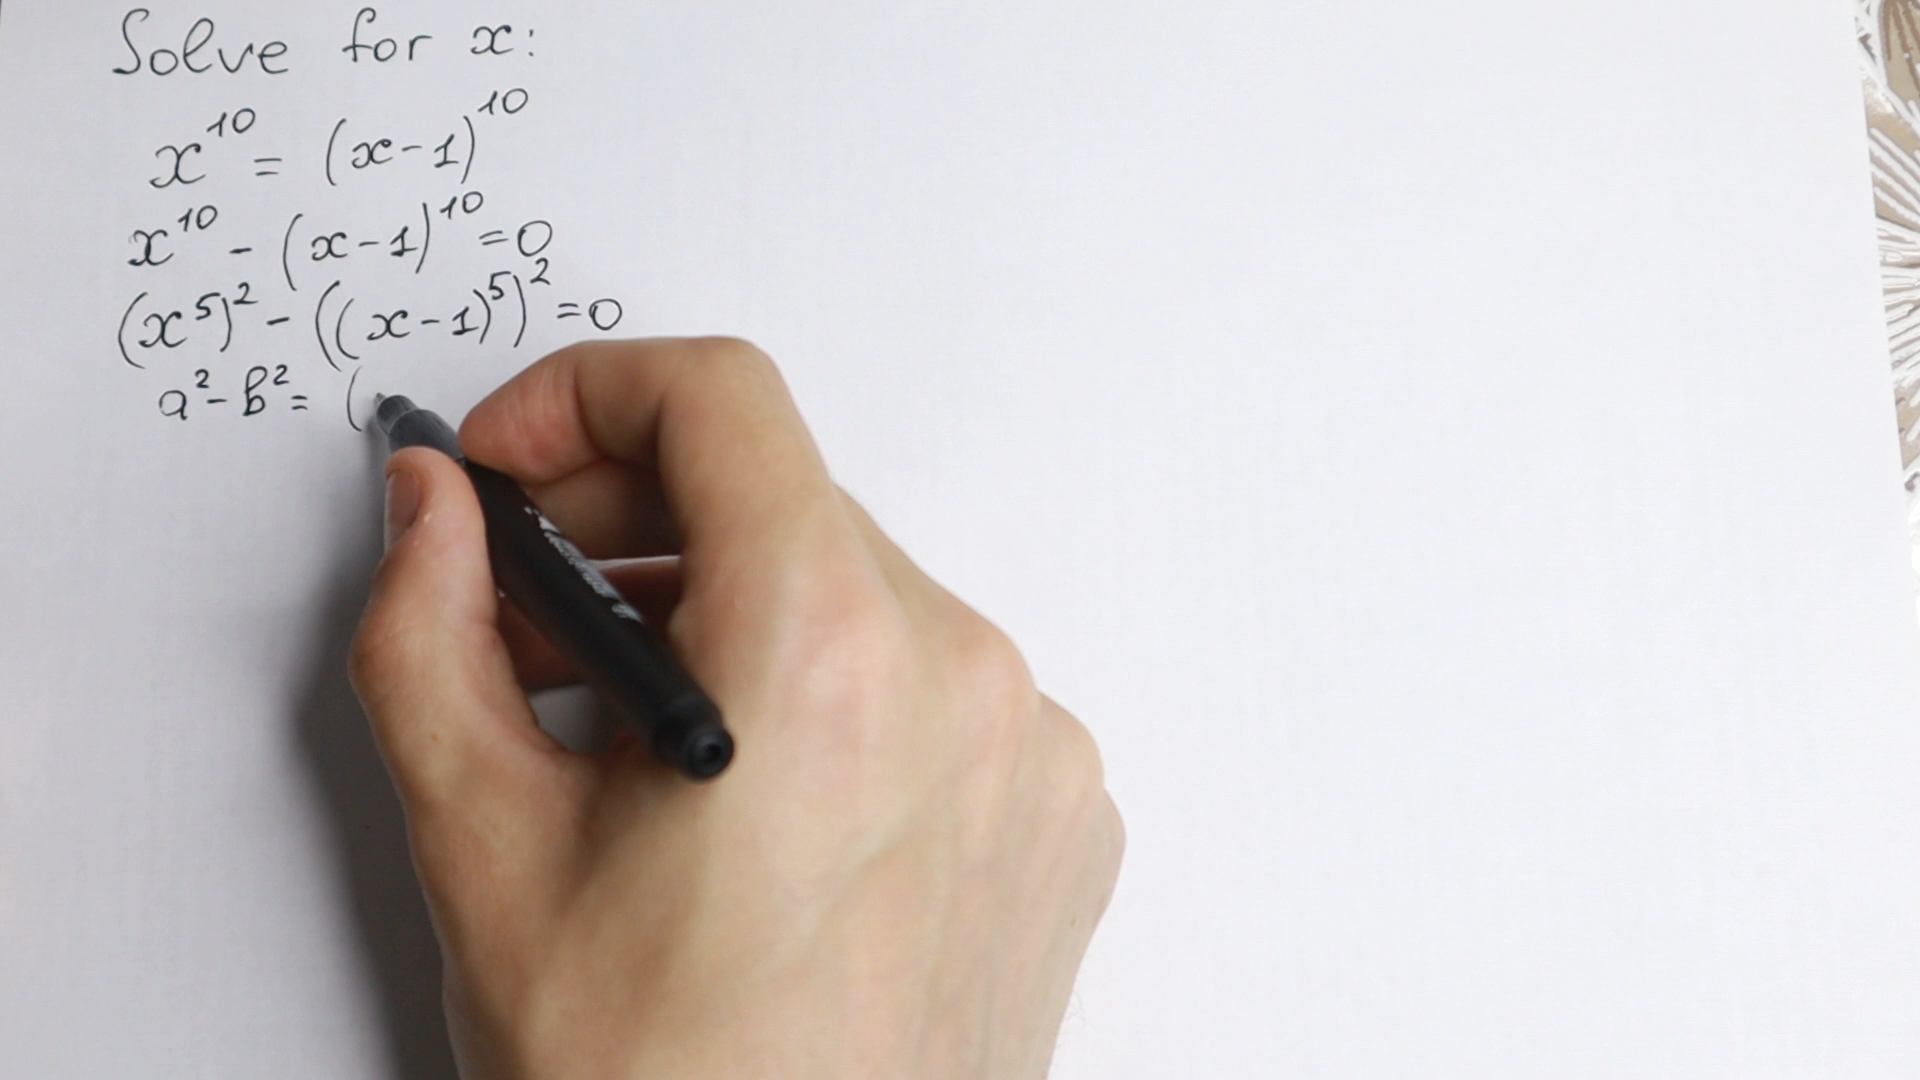 Solve for x:
x¹⁰ = (x-1)¹⁰
x¹⁰ - (x-1)¹⁰ = 0
(x⁵)² - ((x-1)⁵)² = 0
a² - b² = (